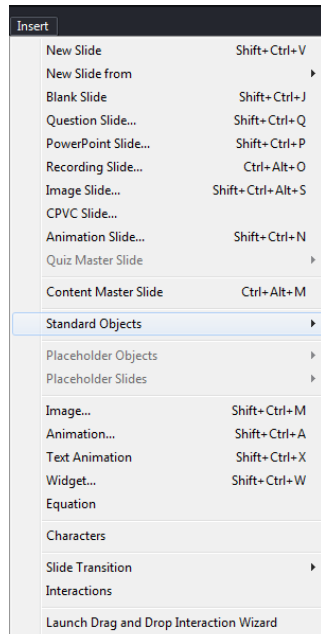 Insert
New Slide Shift+Ctrl+V
New Slide from
Blank Slide Shift+Ctrl+J
Question Slide... Shift+Ctrl+Q
PowerPoint Slide... Shift+Ctrl+P
Recording Slide... Ctrl+Alt+O
Image Slide... Shift+Ctrl+Alt+S
CPVC Slide...
Animation Slide... Shift+Ctrl+N
Quiz Master Slide
Content Master Slide Ctrl+Alt+M
Standard Objects
Placeholder Objects
Placeholder Slides
Image... Shift+Ctrl+M
Animation... Shift+Ctrl+A
Text Animation Shift+Ctrl+X
Widget... Shift+Ctrl+W
Equation
Characters
Slide Transition
Interactions
Launch Drag and Drop Interaction Wizard